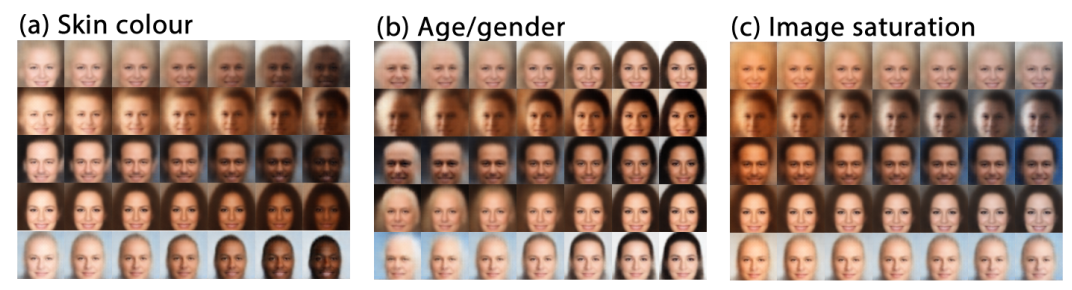 (a) Skin colour
(b) Age/gender
(c) Image saturation